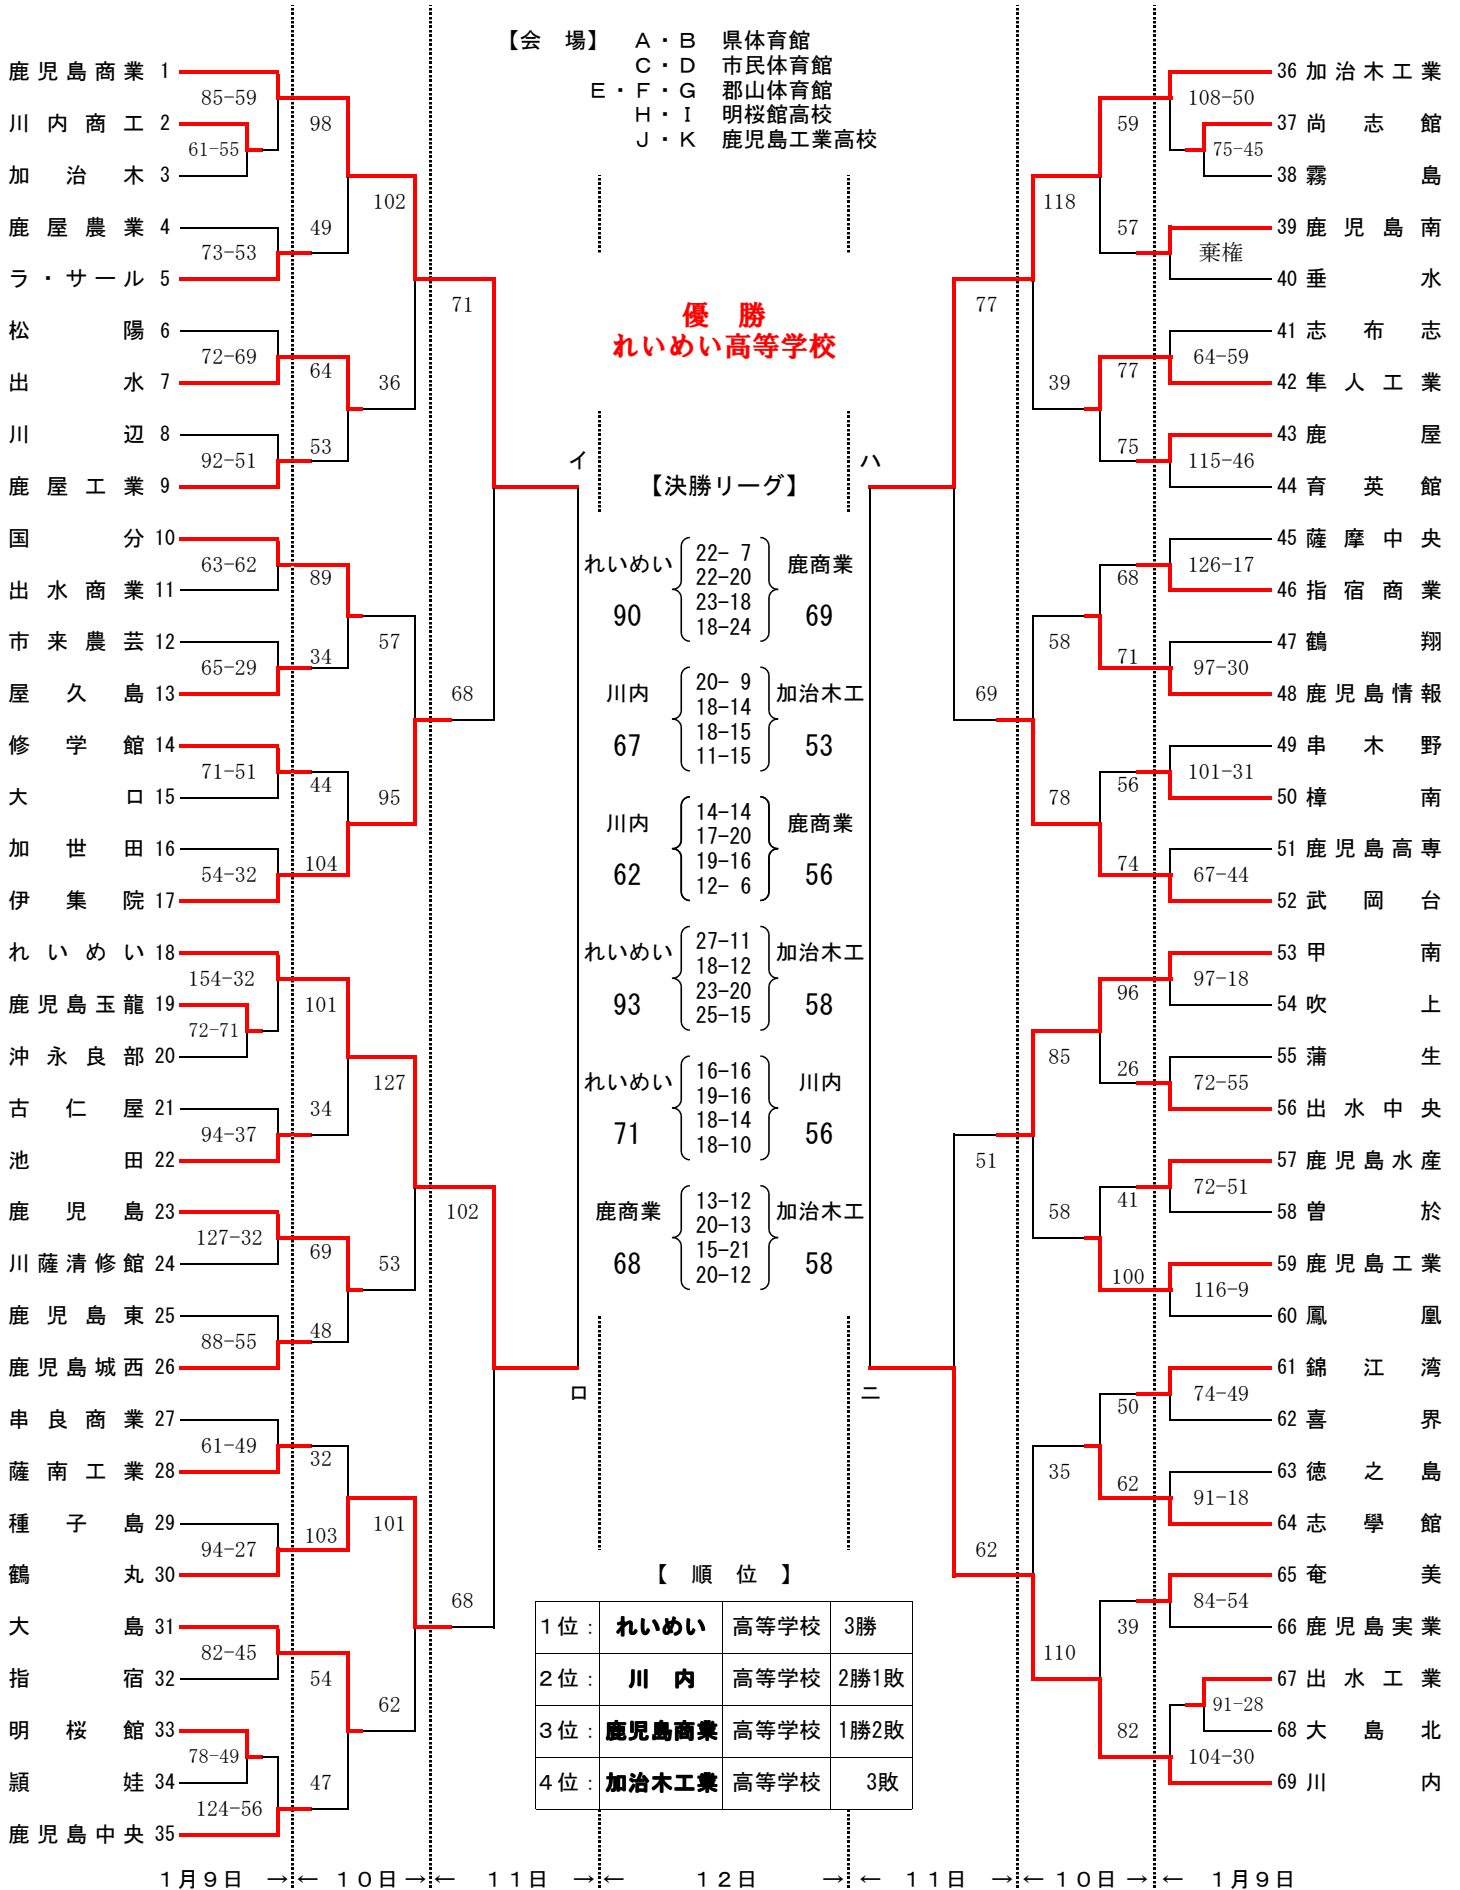 【会　場】　A・B　県体育館
C・D　市民体育館
E・F・G　郡山体育館
H・I　明桜館高校
J・K　鹿児島工業高校
鹿児島商業 1
85-59
川内商工 2
98
61-55
加治木 3
102
鹿屋農業 4
49
73-53
ラ・サール 5
71
松陽 6
72-69
64
36
出水 7
川辺 8
53
92-51
鹿屋工業 9
国分 10
63-62
89
出水商業 11
市来農芸 12
57
34
65-29
屋久島 13
68
修学館 14
71-51
44
大口 15
95
加世田 16
104
54-32
伊集院 17
れいめい 18
154-32
鹿児島玉龍 19
101
72-71
沖永良部 20
127
古仁屋 21
34
94-37
池田 22
鹿児島 23
102
127-32
69
川薩清修館 24
53
鹿児島東 25
48
88-55
鹿児島城西 26
串良商業 27
61-49
32
薩南工業 28
種子島 29
101
103
94-27
鶴丸 30
68
大島 31
82-45
54
指宿 32
62
明桜館 33
78-49
47
頴娃 34
124-56
鹿児島中央 35
優　勝
れいめい高等学校
イ
ハ
【決勝リーグ】
れいめい 90
22- 7
22-20
23-18
18-24
鹿商業 69
川内 67
20- 9
18-14
18-15
11-15
加治木工 53
川内 62
14-14
17-20
19-16
12- 6
鹿商業 56
れいめい 93
27-11
18-12
23-20
25-15
加治木工 58
れいめい 71
16-16
19-16
18-14
18-10
川内 56
鹿商業 68
13-12
20-13
15-21
20-12
加治木工 58
ロ
ニ
【　順　位　】
1位： れいめい 高等学校 3勝
2位： 川　内 高等学校 2勝1敗
3位： 鹿児島商業 高等学校 1勝2敗
4位： 加治木工業 高等学校 3敗
36 加治木工業
108-50
59
37 尚志館
75-45
38 霧島
118
57
39 鹿児島南
棄権
40 垂水
77
41 志布志
64-59
77
39
42 隼人工業
43 鹿屋
75
115-46
44 育英館
45 薩摩中央
126-17
68
46 指宿商業
58
47 鶴翔
71
97-30
48 鹿児島情報
69
49 串木野
101-31
56
78
50 樟南
51 鹿児島高専
74
67-44
52 武岡台
53 甲南
97-18
96
54 吹上
85
55 蒲生
26
72-55
56 出水中央
51
57 鹿児島水産
72-51
41
58
58 曽於
59 鹿児島工業
100
116-9
60 鳳凰
61 錦江湾
74-49
50
62 喜界
35
63 徳之島
62
91-18
64 志學館
62
65 奄美
84-54
39
66 鹿児島実業
110
67 出水工業
91-28
82
68 大島北
104-30
69 川内
1月9日　→← 10日 →←　11日　→←　12日　→←　11日　→← 10日 →←　1月9日